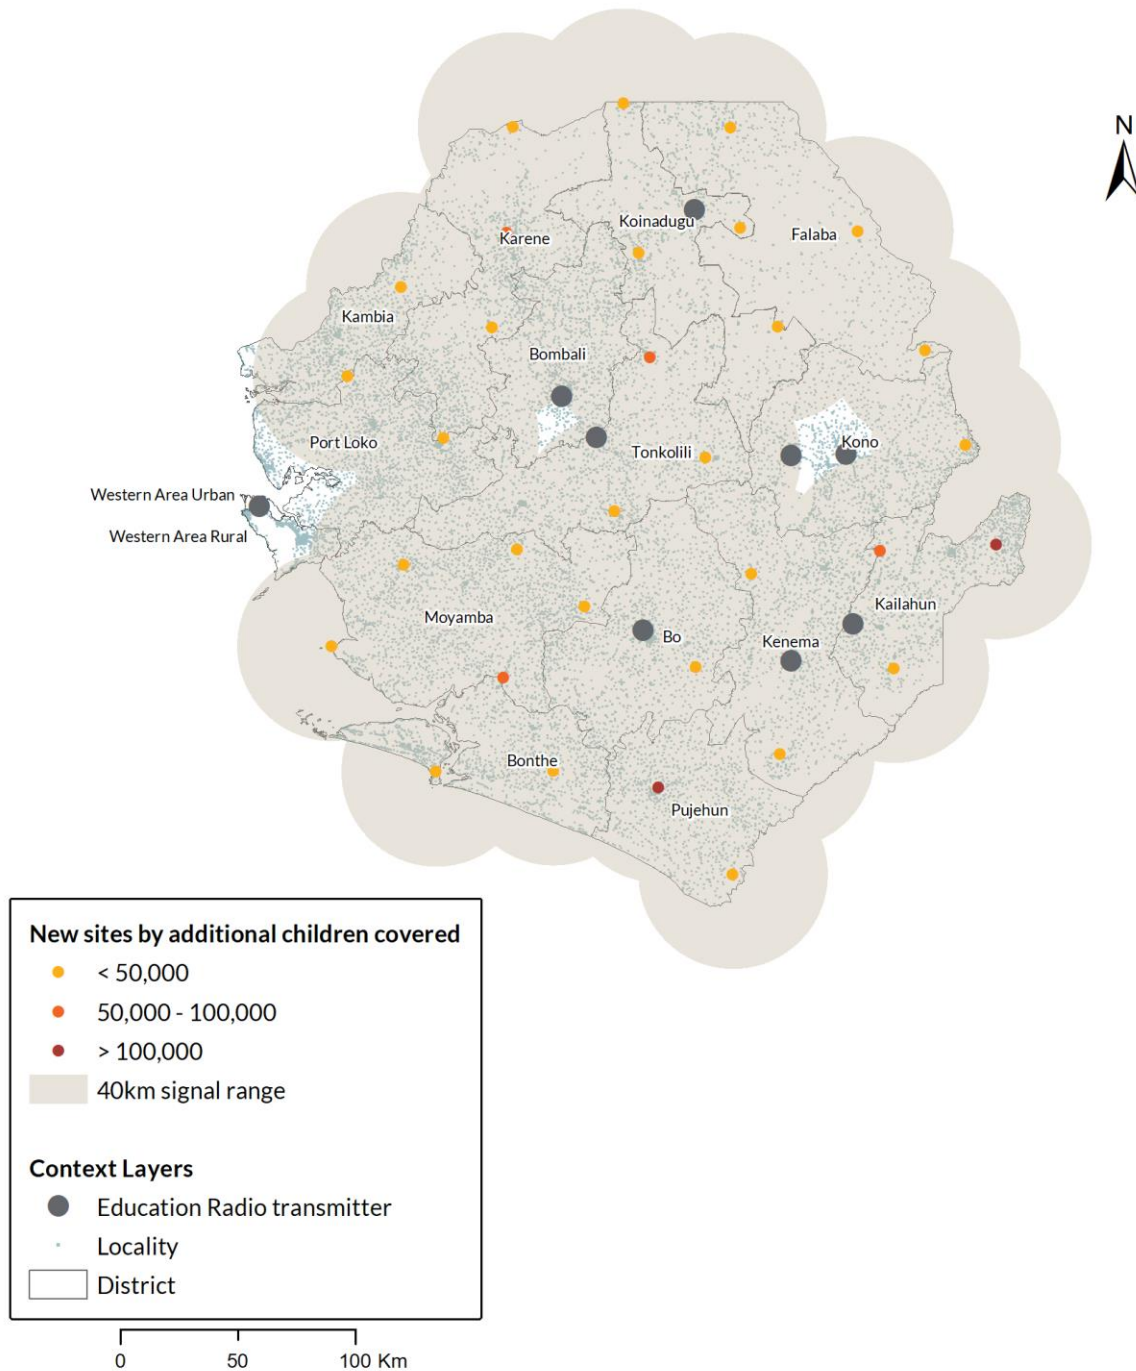 N
Koinadugu
Falaba
Karene
Kambia
Bombali
Port Loko
Tonkolili
Kono
Western Area Urban
Western Area Rural
Kailahun
Moyamba
Bo
Kenema
Bonthe
Pujehun
New sites by additional children covered
< 50,000
50,000 - 100,000
> 100,000
40km signal range
Context Layers
Education Radio transmitter
Locality
District
0 50 100 Km